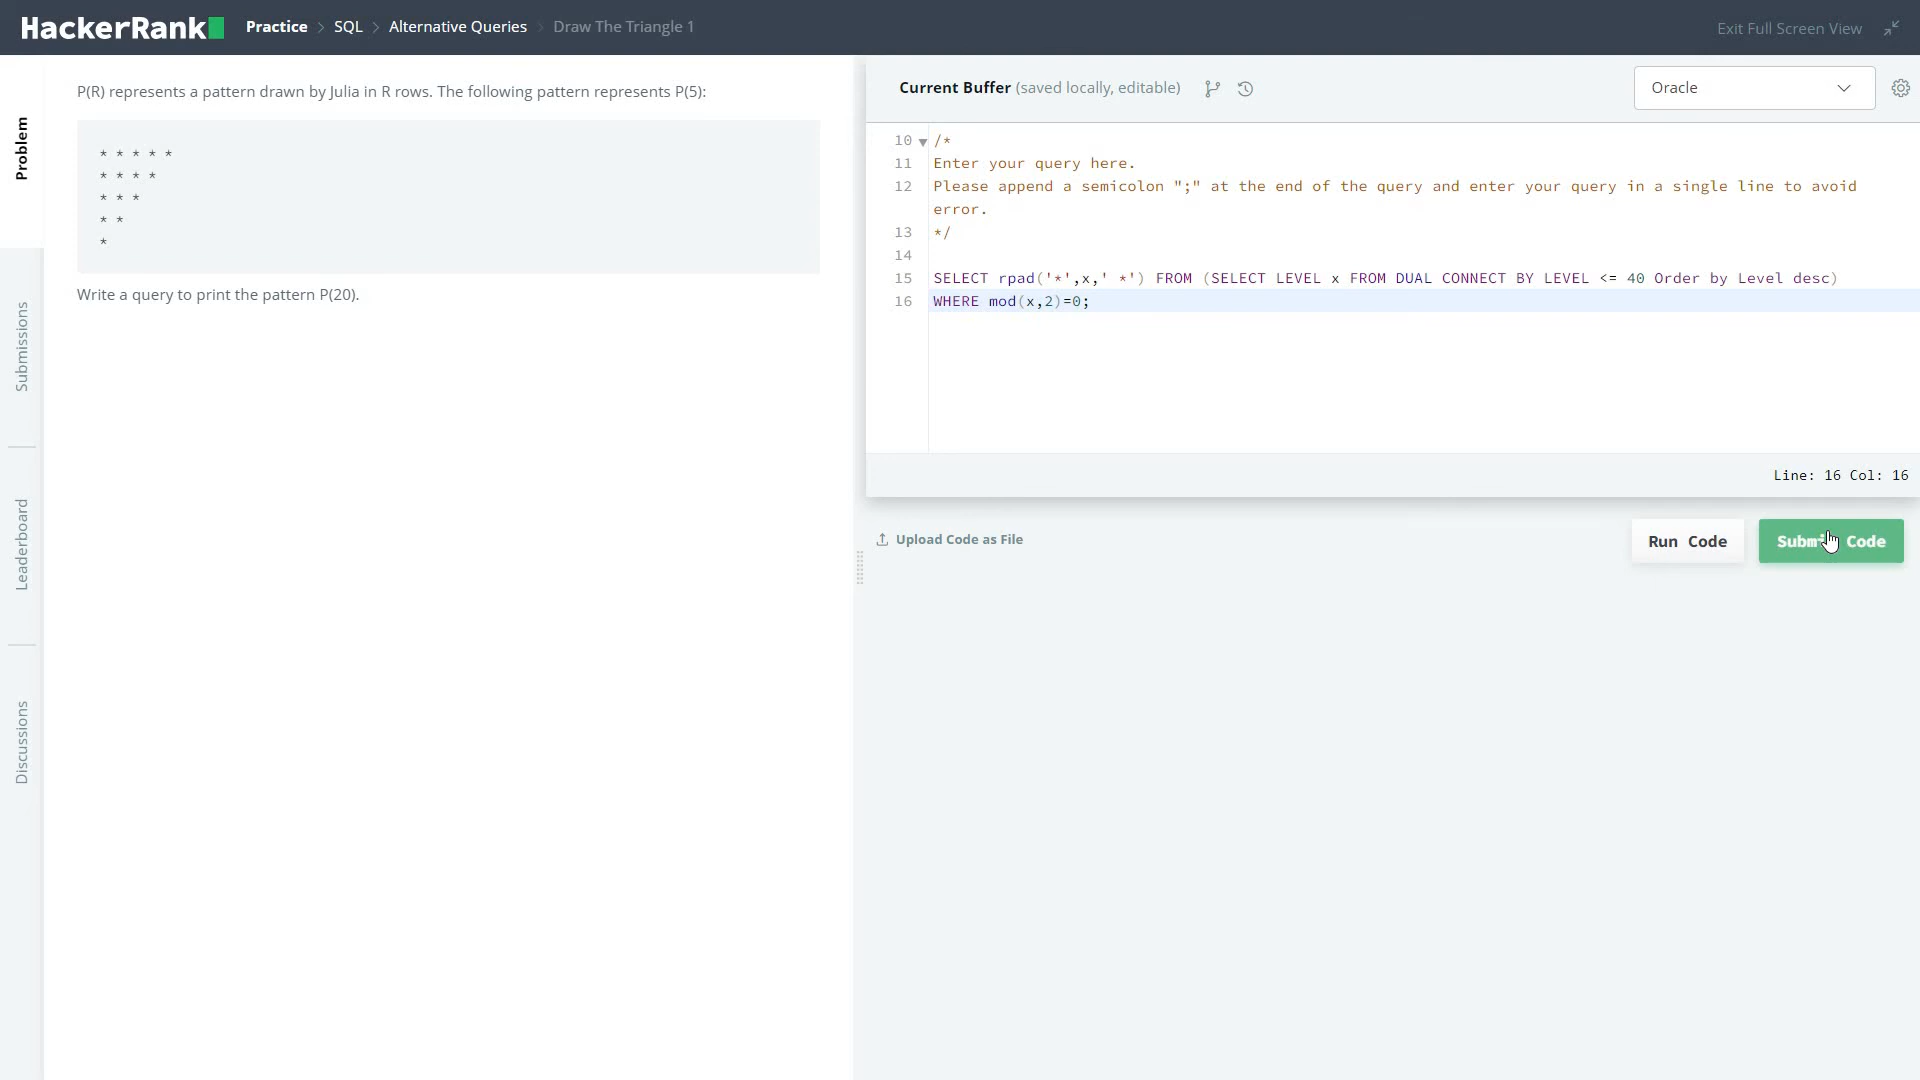 HackerRank
Practice > SQL > Alternative Queries > Draw The Triangle 1
Exit Full Screen View
Problem
Submissions
Leaderboard
Discussions
P(R) represents a pattern drawn by Julia in R rows. The following pattern represents P(5):
* * * * *
* * * *
* * *
* *
*
Write a query to print the pattern P(20).
Current Buffer (saved locally, editable)
Oracle
10 /*
11 Enter your query here.
12 Please append a semicolon ";" at the end of the query and enter your query in a single line to avoid
error.
13 */
14
15 SELECT rpad('*',x,' *') FROM (SELECT LEVEL x FROM DUAL CONNECT BY LEVEL <= 40 Order by Level desc)
16 WHERE mod(x,2)=0;
Line: 16 Col: 16
Upload Code as File
Run Code
Submit Code